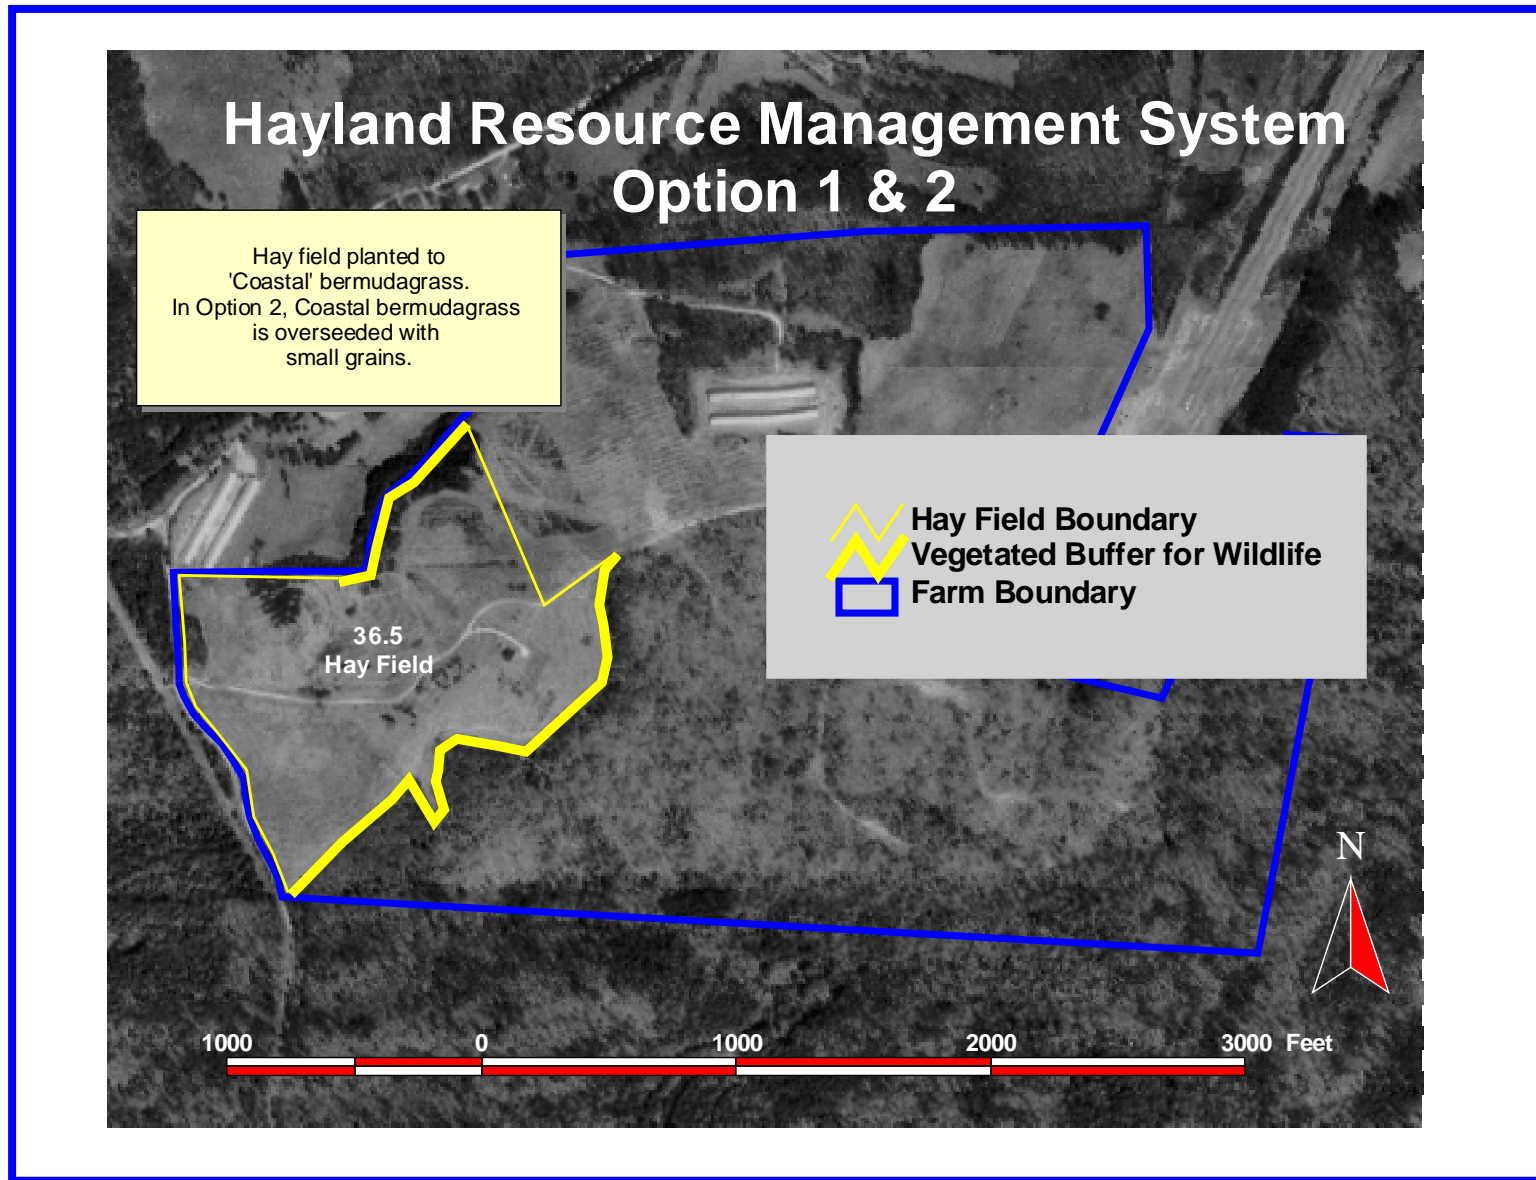 Hayland Resource Management System
Option 1 & 2
Hay field planted to
'Coastal' bermudagrass.
In Option 2, Coastal bermudagrass
is overseeded with
small grains.
Hay Field Boundary
Vegetated Buffer for Wildlife
Farm Boundary
36.5
Hay Field
N
1000 0 1000 2000 3000 Feet